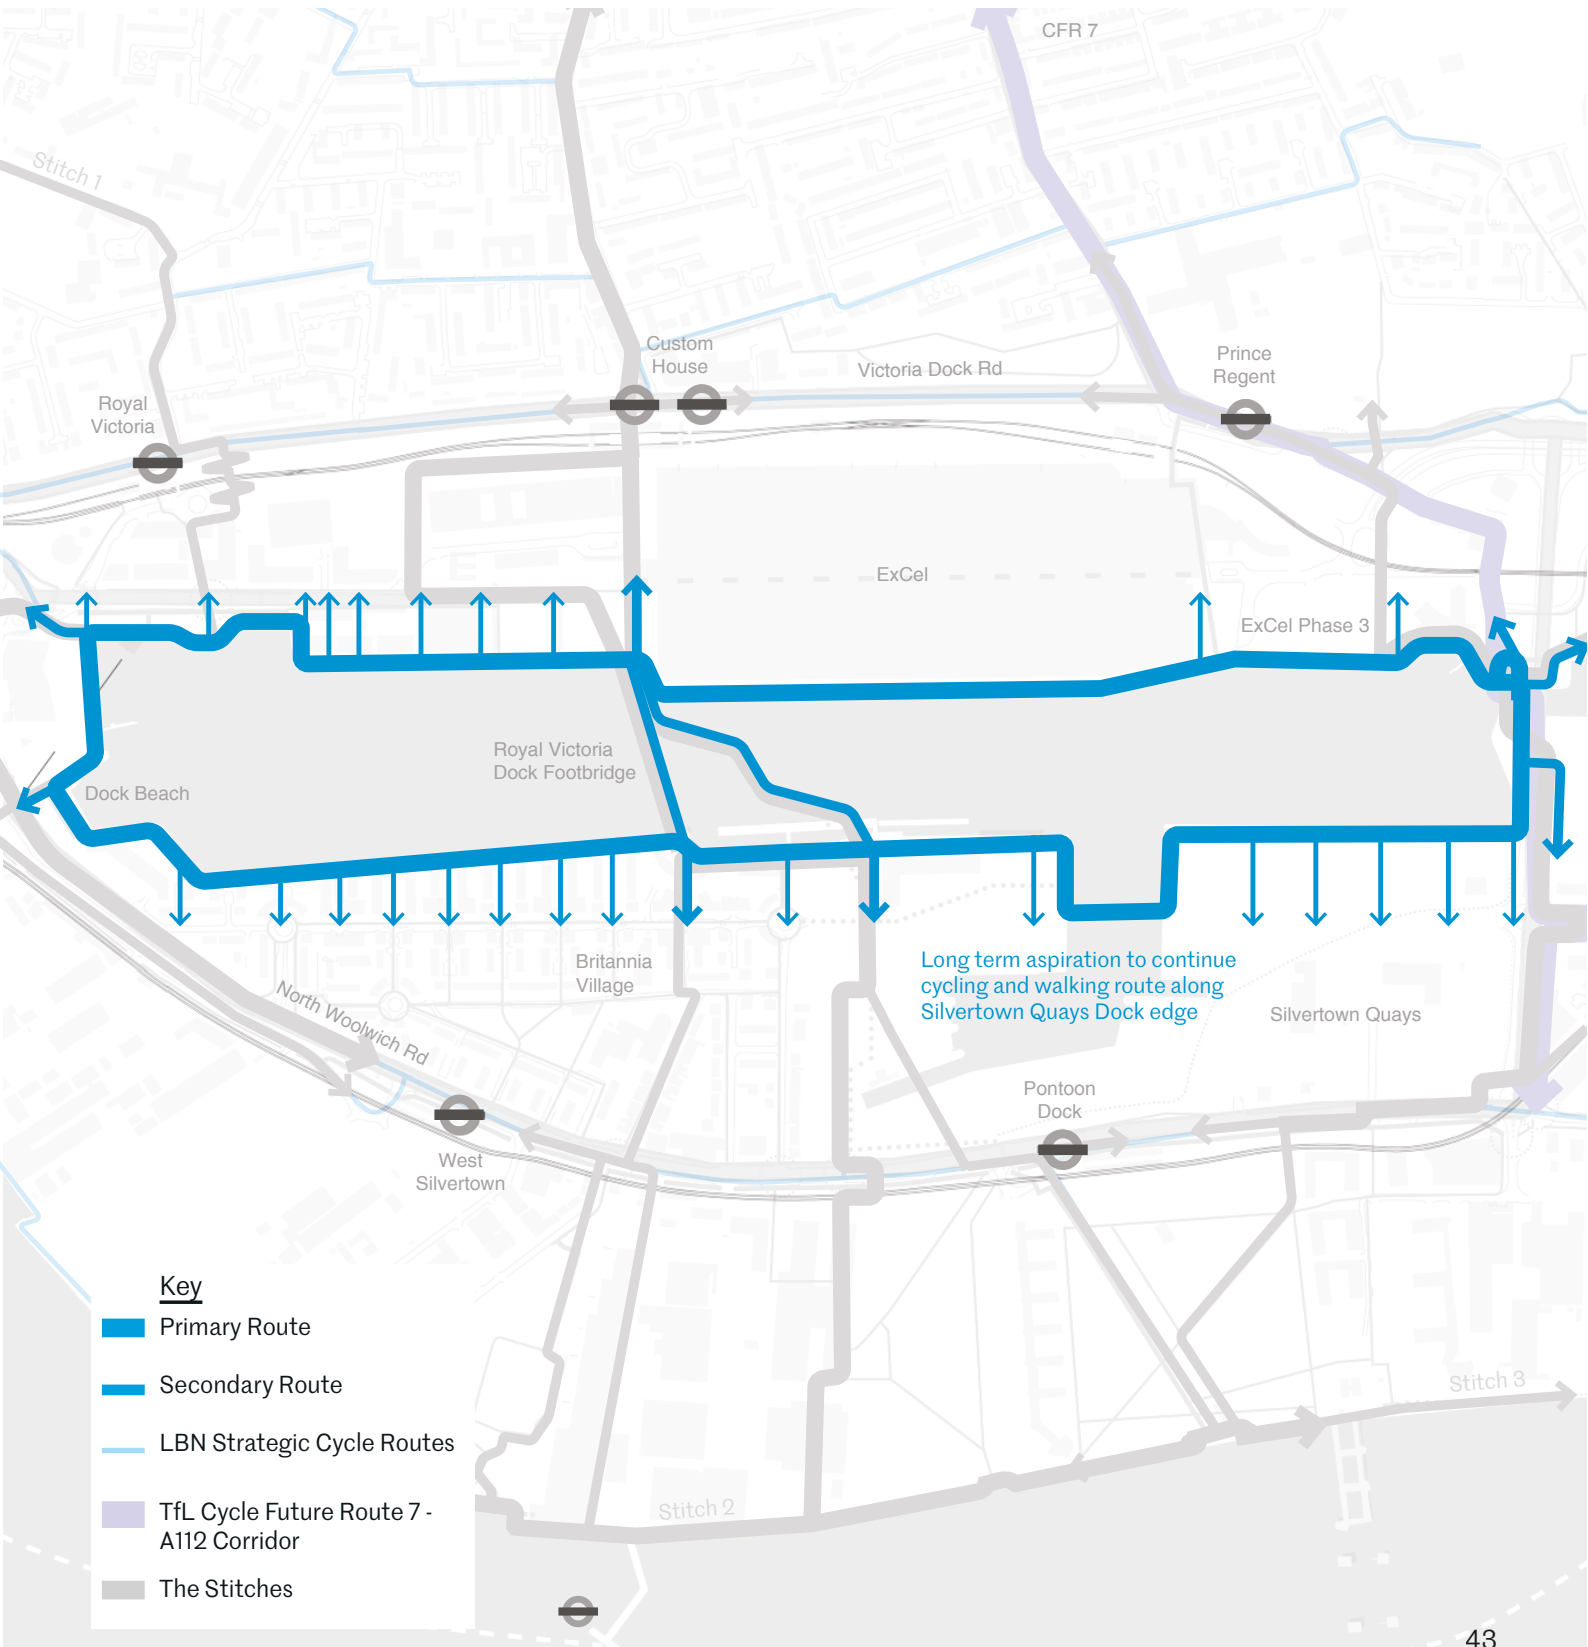 CFR 7
Stitch 1
Custom
House
Victoria Dock Rd
Prince
Regent
Royal
Victoria
ExCel
ExCel Phase 3
Royal Victoria
Dock Footbridge
Dock Beach
Britannia
Village
Long term aspiration to continue
cycling and walking route along
Silvertown Quays Dock edge
Silvertown Quays
North Woolwich Rd
Pontoon
Dock
West
Silvertown
Key
Primary Route
Secondary Route
LBN Strategic Cycle Routes
TfL Cycle Future Route 7 -
A112 Corridor
The Stitches
Stitch 3
Stitch 2
43